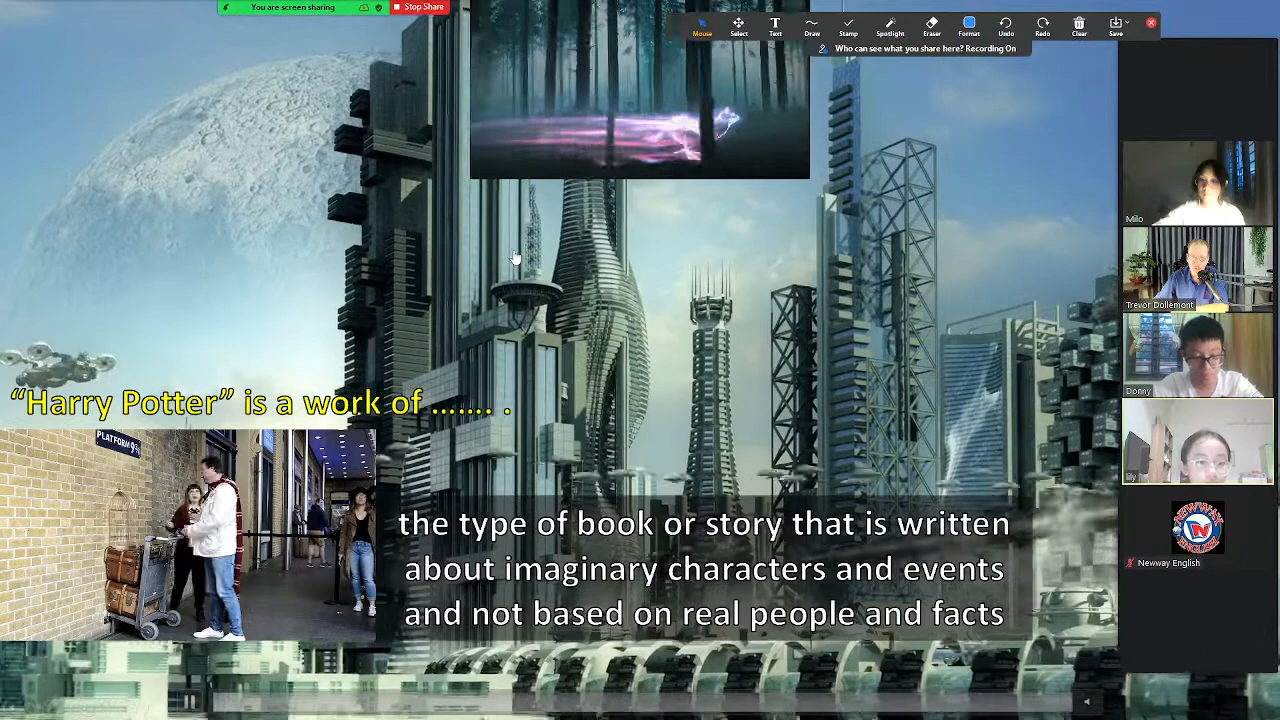 You are screen sharing
Stop Share
Mouse
Select
Text
Draw
Stamp
Spotlight
Eraser
Format
Undo
Redo
Clear
Save
Who can see what you share here? Recording On
Milo
Trevor Dollemont
Donny
“Harry Potter” is a work of ……. .
PLATFORM 9¾
the type of book or story that is written
about imaginary characters and events
and not based on real people and facts
NEWWAY
ENGLISH
Newway English